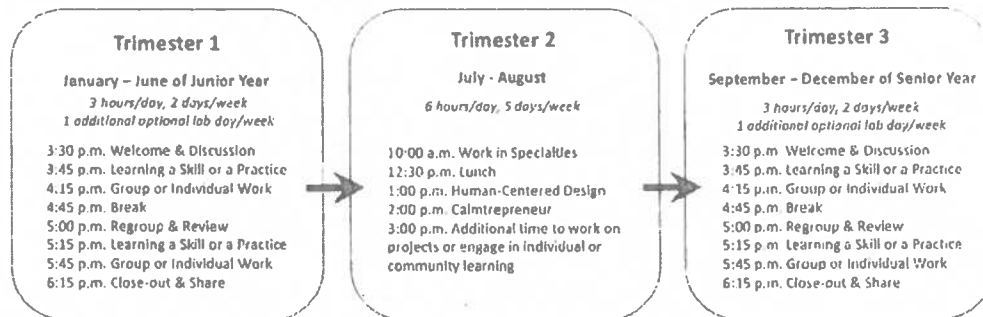 Trimester 1
January – June of Junior Year
3 hours/day, 2 days/week
1 additional optional lab day/week
3:30 p.m. Welcome & Discussion
3:45 p.m. Learning a Skill or a Practice
4:15 p.m. Group or Individual Work
4:45 p.m. Break
5:00 p.m. Regroup & Review
5:15 p.m. Learning a Skill or a Practice
5:45 p.m. Group or Individual Work
6:15 p.m. Close-out & Share
Trimester 2
July - August
6 hours/day, 5 days/week
10:00 a.m. Work in Specialties
12:30 p.m. Lunch
1:00 p.m. Human-Centered Design
2:00 p.m. Calmtrepreneur
3:00 p.m. Additional time to work on
projects or engage in individual or
community learning
Trimester 3
September – December of Senior Year
3 hours/day, 2 days/week
1 additional optional lab day/week
3:30 p.m. Welcome & Discussion
3:45 p.m. Learning a Skill or a Practice
4:15 p.m. Group or Individual Work
4:45 p.m. Break
5:00 p.m. Regroup & Review
5:15 p.m. Learning a Skill or a Practice
5:45 p.m. Group or Individual Work
6:15 p.m. Close-out & Share